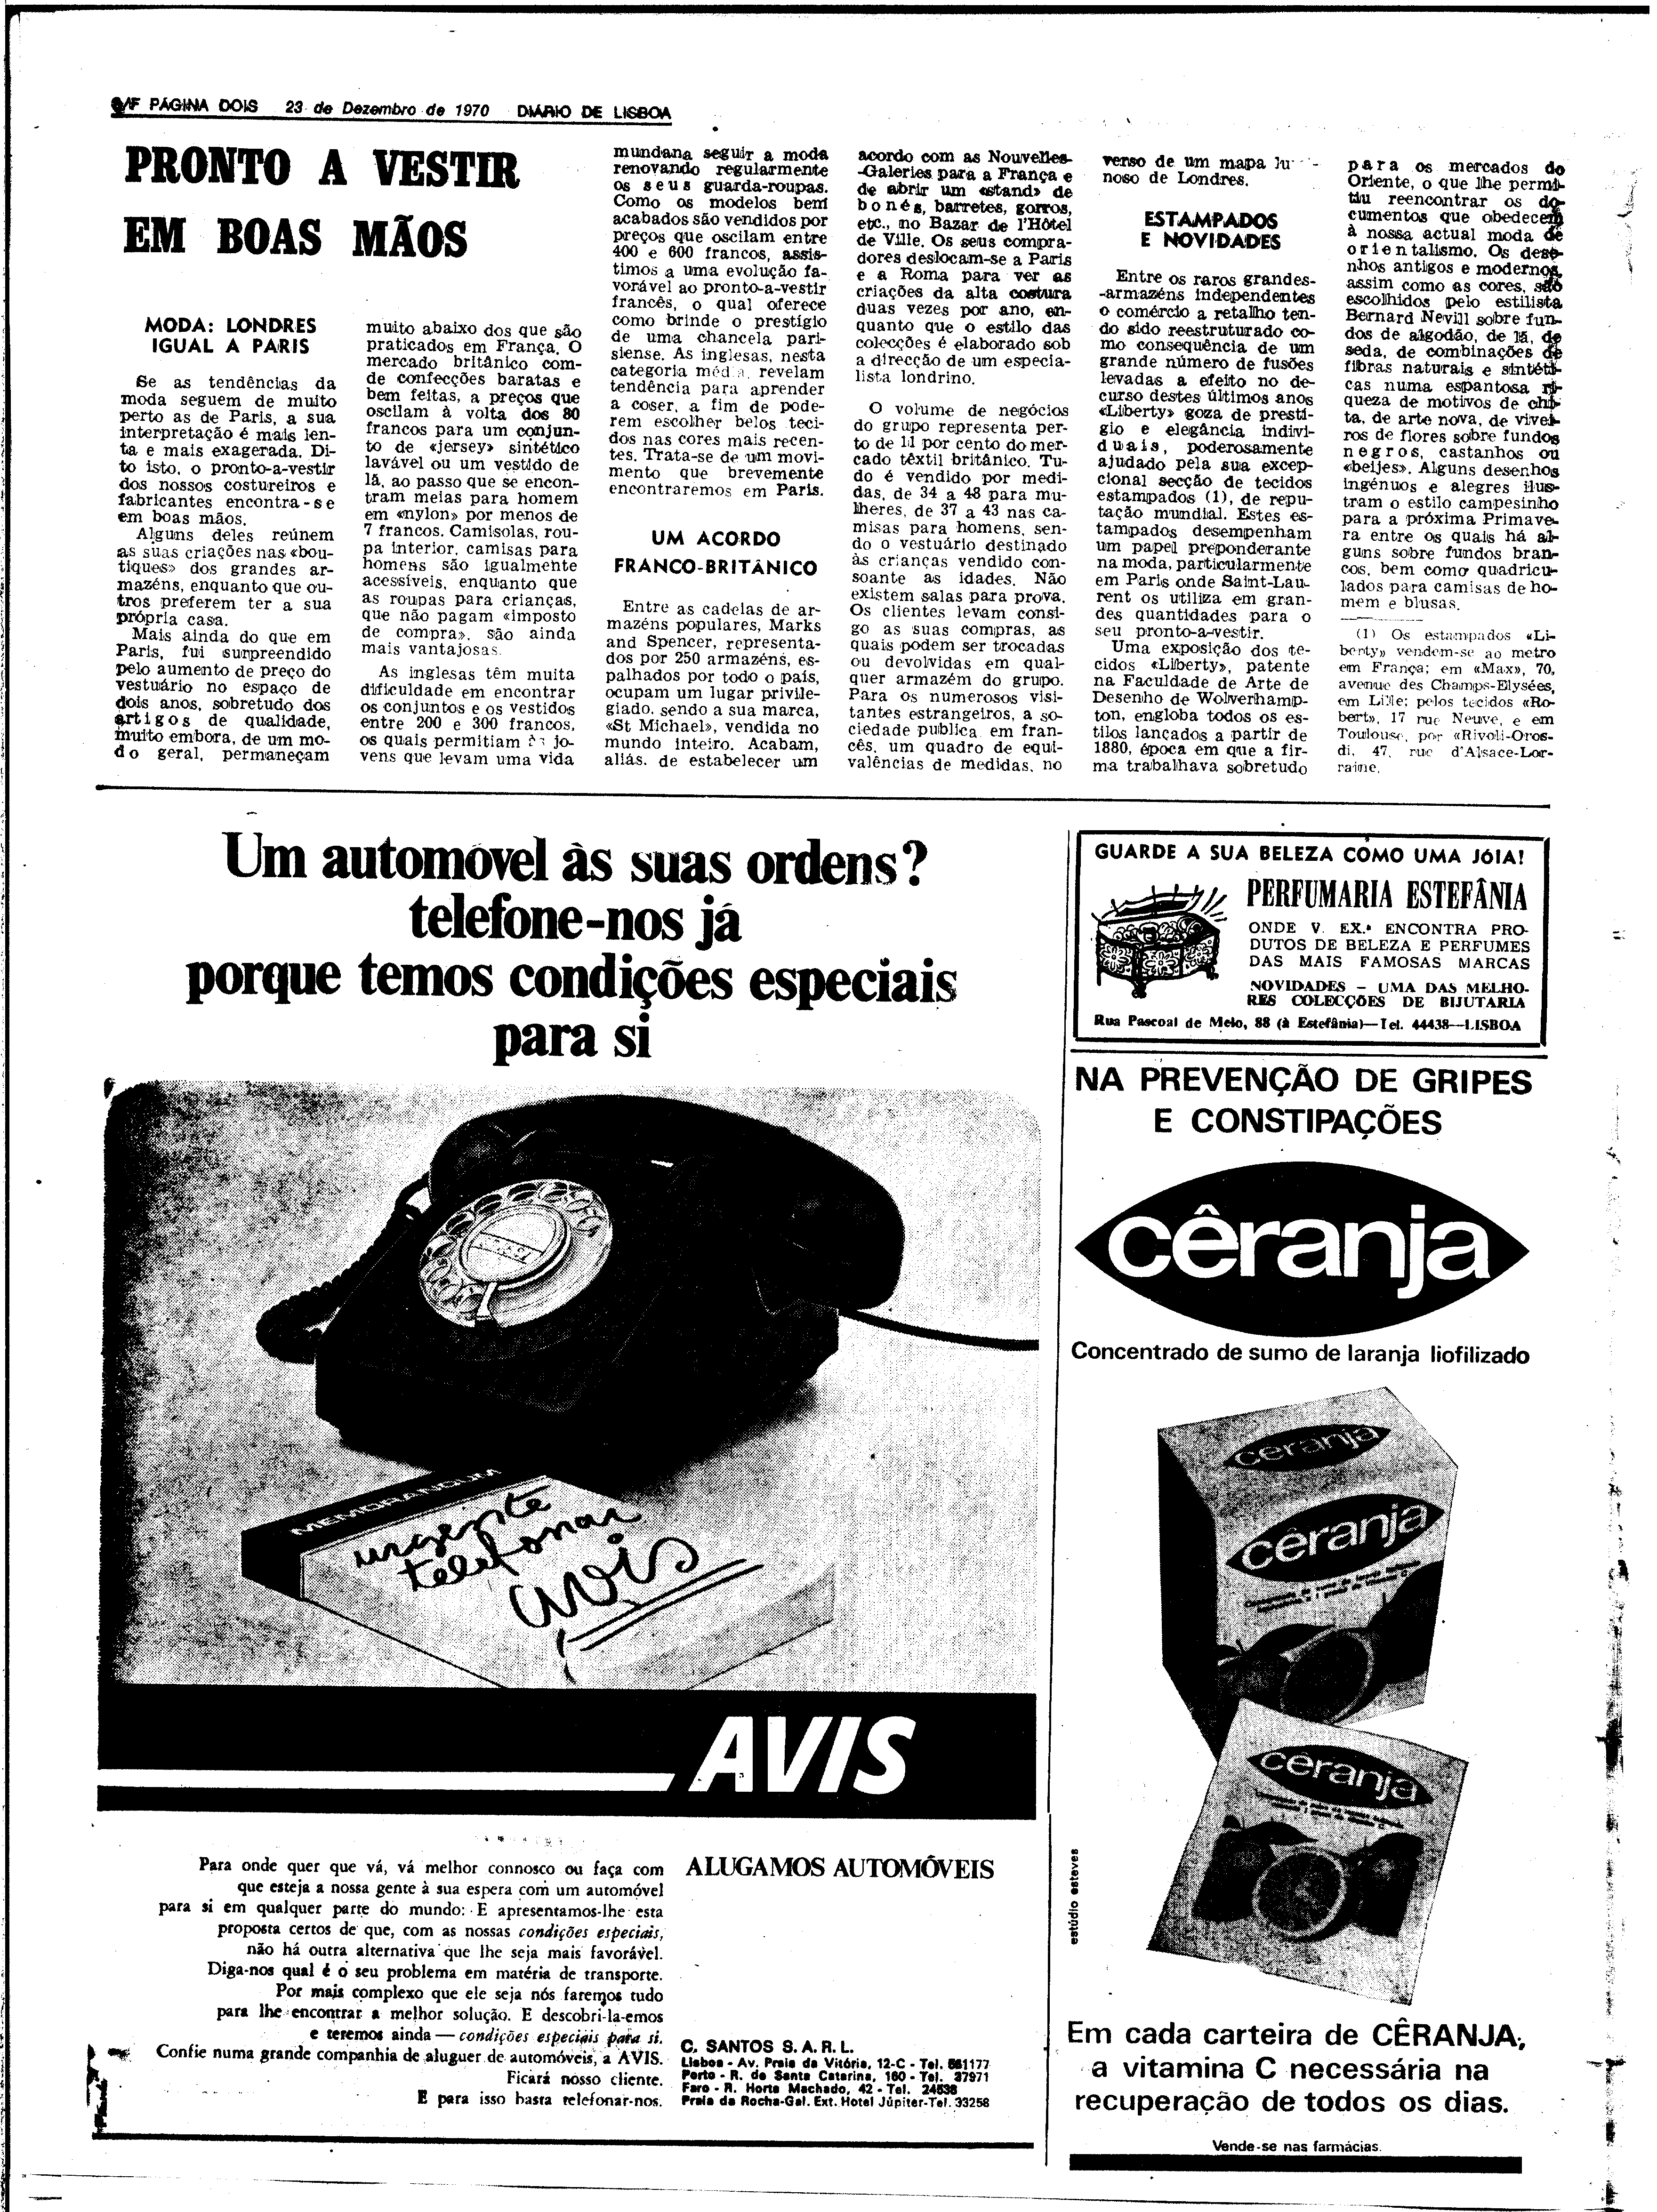 PÁGINA DOIS 23 de Dezembro de 1970 DIÁRIO DE LISBOA
PRONTO A VESTIR
EM BOAS MÃOS
MODA: LONDRES
IGUAL A PARIS
Se as tendências da
moda seguem de muito
perto as de Paris, a sua
interpretação é mais len-
ta e mais exagerada. Di-
to isto, o pronto-a-vestir
dos nossos costureiros e
fabricantes encontra-se
em boas mãos.
Alguns deles reúnem
as suas criações nas «bou-
tiques» dos grandes ar-
mazéns, enquanto que ou-
tros preferem ter a sua
própria casa.
Mais ainda do que em
Paris, fui surpreendido
pelo aumento de preço do
vestuário no espaço de
dois anos, sobretudo dos
artigos de qualidade,
muito embora, de um mo-
do geral, permaneçam
muito abaixo dos que são
praticados em França. O
mercado britânico com-
de confecções baratas e
bem feitas, a preços que
oscilam à volta dos 80
francos para um conjun-
to de «jersey» sintético
lavável ou um vestido de
lã, ao passo que se encon-
tram meias para homem
em «nylon» por menos de
7 francos. Camisolas, rou-
pa interior, camisas para
homens são igualmente
acessíveis, enquanto que
as roupas para crianças,
que não pagam «imposto
de compra», são ainda
mais vantajosas.
As inglesas têm muita
dificuldade em encontrar
os conjuntos e os vestidos
entre 200 e 300 francos,
os quais permitiam às jo-
vens que levam uma vida
mundana seguir a moda
renovando regularmente
os seus guarda-roupas.
Como os modelos bem
acabados são vendidos por
preços que oscilam entre
400 e 600 francos, assis-
timos a uma evolução fa-
vorável ao pronto-a-vestir
francês, o qual oferece
como brinde o prestígio
de uma chancela pari-
siense. As inglesas, nesta
categoria média, revelam
tendência para aprender
a coser, a fim de pode-
rem escolher belos teci-
dos nas cores mais recen-
tes. Trata-se de um movi-
mento que brevemente
encontraremos em Paris.
UM ACORDO
FRANCO-BRITÂNICO
Entre as cadeias de ar-
mazéns populares, Marks
and Spencer, representa-
dos por 250 armazéns, es-
palhados por todo o país,
ocupam um lugar privile-
giado, sendo a sua marca,
«St Michael», vendida no
mundo inteiro. Acabam,
aliás, de estabelecer um
acordo com as Nouvelles-
-Galeries para a França e
de abrir um «stand» de
bonés, barretes, gorros,
etc., no Bazar de l'Hôtel
de Ville. Os seus compra-
dores deslocam-se a Paris
e a Roma para ver as
criações da alta costura
duas vezes por ano, en-
quanto que o estilo das
colecções é elaborado sob
a direcção de um especia-
lista londrino.
O volume de negócios
do grupo representa per-
to de 11 por cento do mer-
cado têxtil britânico. Tu-
do é vendido por medi-
das, de 34 a 48 para mu-
lheres, de 37 a 43 nas ca-
misas para homens, sen-
do o vestuário destinado
às crianças vendido con-
soante as idades. Não
existem salas para prova.
Os clientes levam consi-
go as suas compras, as
quais podem ser trocadas
ou devolvidas em qual-
quer armazém do grupo.
Para os numerosos visi-
tantes estrangeiros, a so-
ciedade publica, em fran-
cês, um quadro de equi-
valências de medidas, no
verso de um mapa
noso de Londres.
ESTAMPADOS
E NOVIDADES
Entre os raros grandes-
-armazéns independentes
o comércio a retalho ten-
do sido reestruturado co-
mo consequência de um
grande número de fusões
levadas a efeito no de-
curso destes últimos anos
«Liberty» goza de prestí-
gio e elegância indivi-
duais, poderosamente
ajudado pela sua excep-
cional secção de tecidos
estampados (1), de repu-
tação mundial. Estes es-
tampados desempenham
um papel preponderante
na moda, particularmente
em Paris onde Saint-Lau-
rent os utiliza em gran-
des quantidades para o
seu pronto-a-vestir.
Uma exposição dos te-
cidos «Liberty», patente
na Faculdade de Arte de
Desenho de Wolverhamp-
ton, engloba todos os es-
tilos lançados a partir de
1880, época em que a fir-
ma trabalhava sobretudo
para os mercados do
Oriente, o que lhe permi-
tiu reencontrar os do-
cumentos que obedecem
à nossa actual moda de
orientalismo. Os dese-
nhos antigos e modernos,
assim como as cores, são
escolhidos pelo estilista
Bernard Nevill sobre fun-
dos de algodão, de lã, de
seda, de combinações de
fibras naturais e sintéti-
cas numa espantosa ri-
queza de motivos de chi-
ta, de arte nova, de vivei-
ros de flores sobre fundos
negros, castanhos ou
«beijes». Alguns desenhos
ingénuos e alegres ilus-
tram o estilo campesinho
para a próxima Primave-
ra entre os quais há al-
guns sobre fundos bran-
cos, bem como quadricu-
lados para camisas de ho-
mem e blusas.
(1) Os estampados «Li-
berty» vendem-se ao metro
em França: em «Max», 70,
avenue des Champs-Elysées,
em Lille: pelos tecidos «Ro-
bert», 17 rue Neuve, e em
Toulouse, por «Rivoli-Oros-
di, 47, rue d'Alsace-Lor-
raine.
Um automóvel às suas ordens?
telefone-nos já
porque temos condições especiais
para si
MEMORANDUM
urgente
telefonar
avis
AVIS
Para onde quer que vá, vá melhor connosco ou faça com
que esteja a nossa gente à sua espera com um automóvel
para si em qualquer parte do mundo: E apresentamos-lhe esta
proposta certos de que, com as nossas condições especiais,
não há outra alternativa que lhe seja mais favorável.
Diga-nos qual é o seu problema em matéria de transporte.
Por mais complexo que ele seja nós faremos tudo
para lhe encontrar a melhor solução. E descobri-la-emos
e teremos ainda — condições especiais para si.
Confie numa grande companhia de aluguer de automóveis, a AVIS.
Ficará nosso cliente.
E para isso basta telefonar-nos.
ALUGAMOS AUTOMÓVEIS
C. SANTOS S. A. R. L.
Lisboa - Av. Praia da Vitória, 12-C - Tel. 561177
Porto - R. de Santa Catarina, 160 - Tel. 37971
Faro - R. Horta Machado, 42 - Tel. 24538
Praia da Rocha-Gal. Ext. Hotel Júpiter-Tel. 33258
GUARDE A SUA BELEZA COMO UMA JÓIA!
PERFUMARIA ESTEFÂNIA
ONDE V. EX.ª ENCONTRA PRO-
DUTOS DE BELEZA E PERFUMES
DAS MAIS FAMOSAS MARCAS
NOVIDADES — UMA DAS MELHO-
RES COLECÇÕES DE BIJUTARIA
Rua Pascoal de Melo, 88 (à Estefânia)—Tel. 44438—LISBOA
NA PREVENÇÃO DE GRIPES
E CONSTIPAÇÕES
cêranja
Concentrado de sumo de laranja liofilizado
cêranja
cêranja
cêranja
estúdio esteves
Em cada carteira de CÊRANJA,
a vitamina C necessária na
recuperação de todos os dias.
Vende-se nas farmácias.